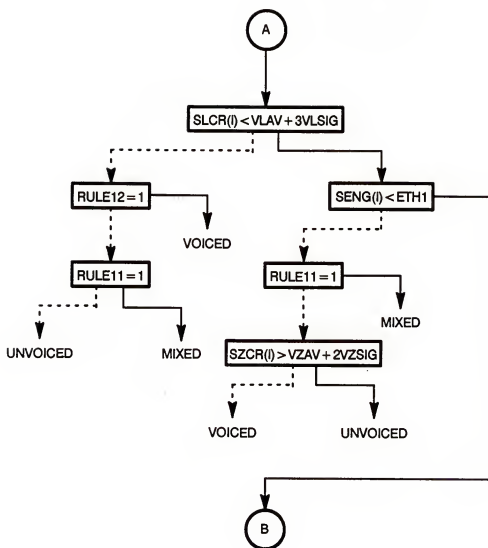 A
SLCR(I) < VLAV + 3VLSIG
RULE12 = 1
SENG(I) < ETH1
VOICED
RULE11 = 1
RULE11 = 1
UNVOICED
MIXED
MIXED
SZCR(I) > VZAV + 2VZSIG
VOICED
UNVOICED
B